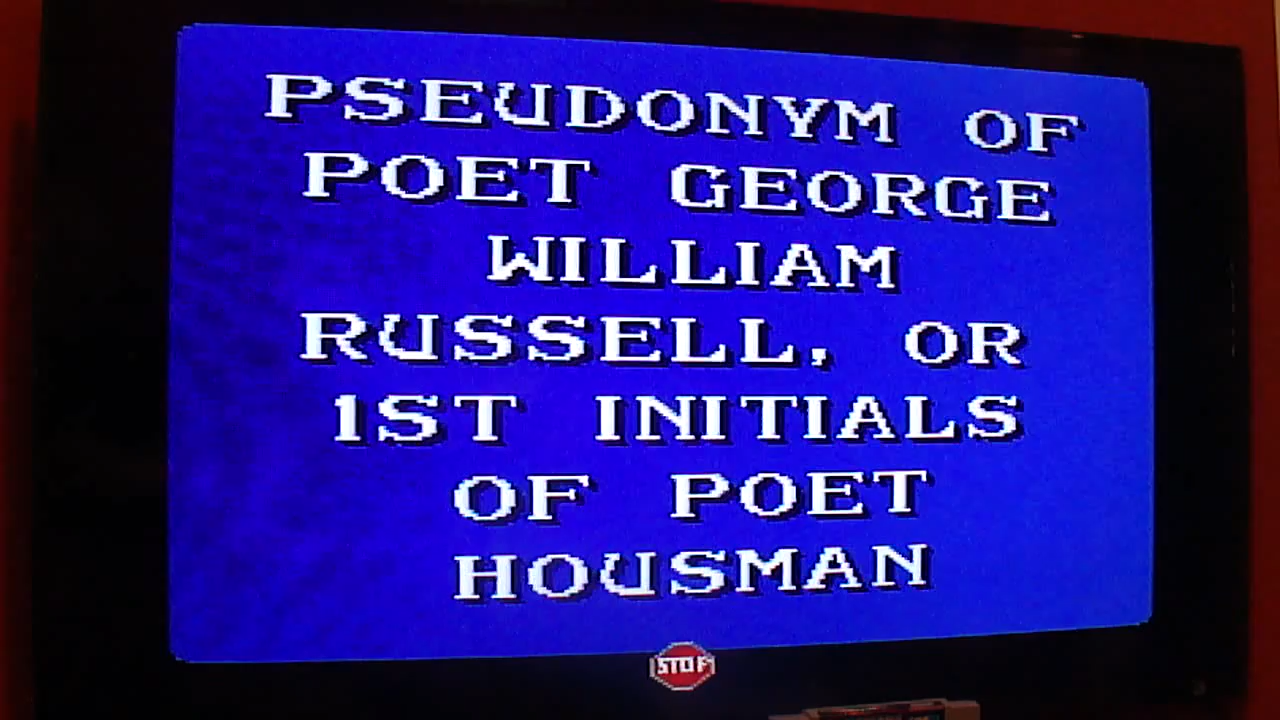 PSEUDONYM OF
POET GEORGE
WILLIAM
RUSSELL, OR
1ST INITIALS
OF POET
HOUSMAN
STOP